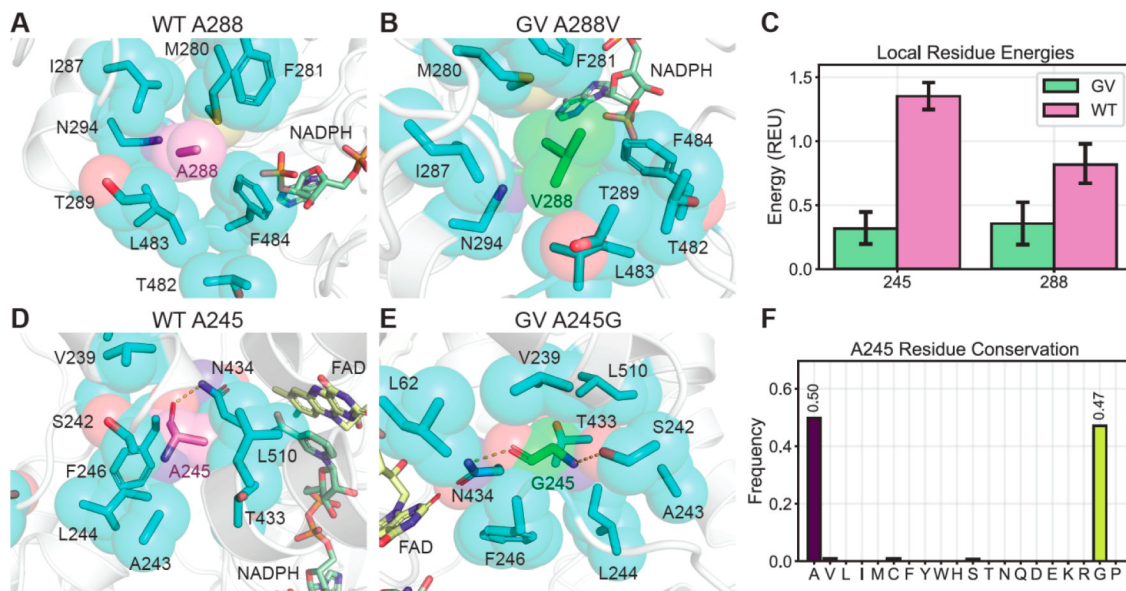 A WT A288
M280
I287
F281
N294
NADPH
A288
T289
L483
F484
T482
B GV A288V
F281
M280
NADPH
I287
F484
V288
T289
N294
T482
L483
C
Local Residue Energies
GV
WT
Energy (REU)
1.5
1.0
0.5
0.0
245 288
D WT A245
V239
N434
FAD
S242
L510
F246
A245
L244
T433
A243
NADPH
E GV A245G
V239
L510
L62
T433
S242
N434
G245
A243
FAD
F246
L244
F
A245 Residue Conservation
Frequency
0.6
0.4
0.2
0.0
0.50
0.47
A V L I M C F Y W H S T N Q D E K R G P